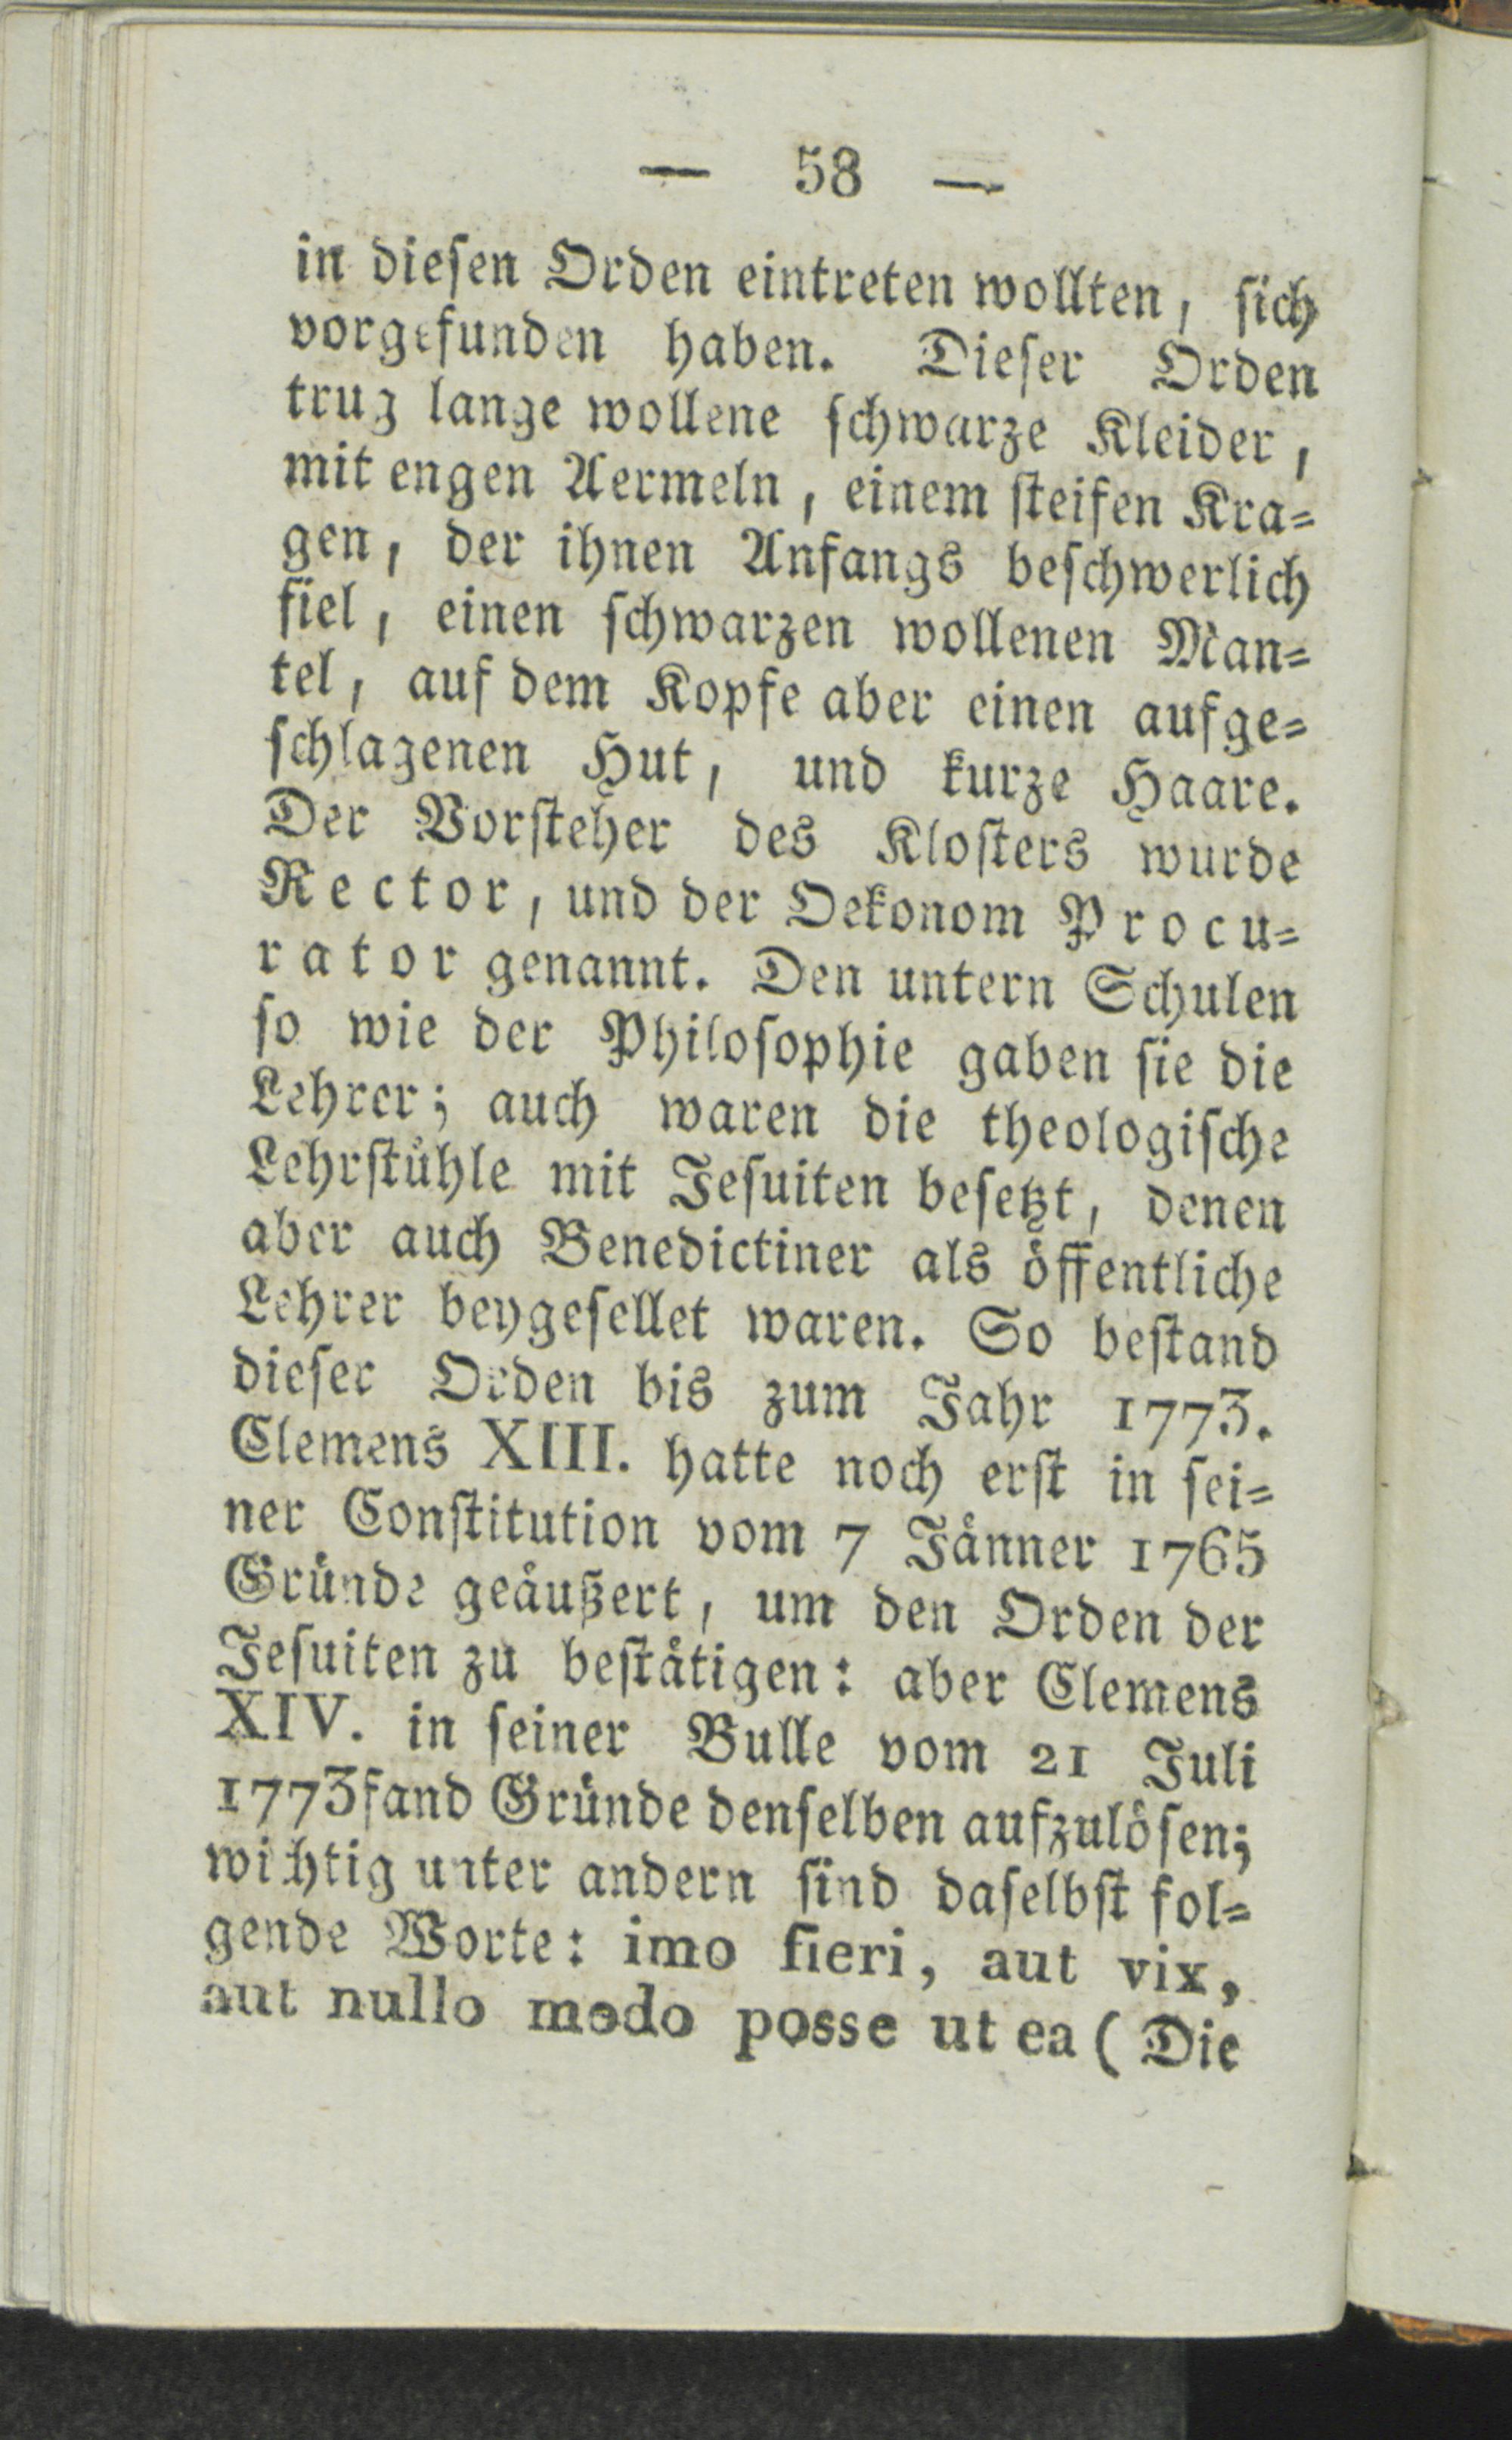 — 58 —
in dieſen Orden eintreten wollten, ſich
vorgefunden haben. Dieſer Orden
trug lange wollene ſchwarze Kleider,
mit engen Aermeln, einem ſteifen Kra⸗
gen, der ihnen Anfangs beſchwerlich
fiel, einen ſchwarzen wollenen Man⸗
tel, auf dem Kopfe aber einen aufge⸗
ſchlagenen Hut, und kurze Haare.
Der Vorſteher des Kloſters wurde
Rector, und der Oekonom Procu⸗
rator genannt. Den untern Schulen
ſo wie der Philoſophie gaben ſie die
Lehrer; auch waren die theologiſche
Lehrſtühle mit Jeſuiten beſetzt, denen
aber auch Benedictiner als öffentliche
Lehrer beygeſellet waren. So beſtand
dieſer Orden bis zum Jahr 1773.
Clemens XIII. hatte noch erſt in ſei⸗
ner Conſtitution vom 7 Jänner 1765
Gründe geäußert, um den Orden der
Jeſuiten zu beſtätigen: aber Clemens
XIV. in ſeiner Bulle vom 21 Juli
1773 fand Gründe denſelben aufzulöſen;
wichtig unter andern ſind daſelbſt fol⸗
gende Worte: imo fieri, aut vix,
aut nullo modo posse ut ea ( Die